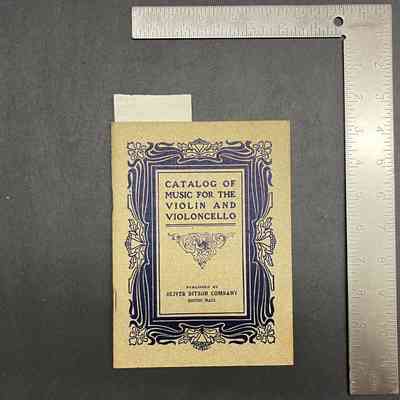 CATALOG OF
MUSIC FOR THE
VIOLIN AND
VIOLONCELLO
PUBLISHED BY
OLIVER DITSON COMPANY
BOSTON MASS.